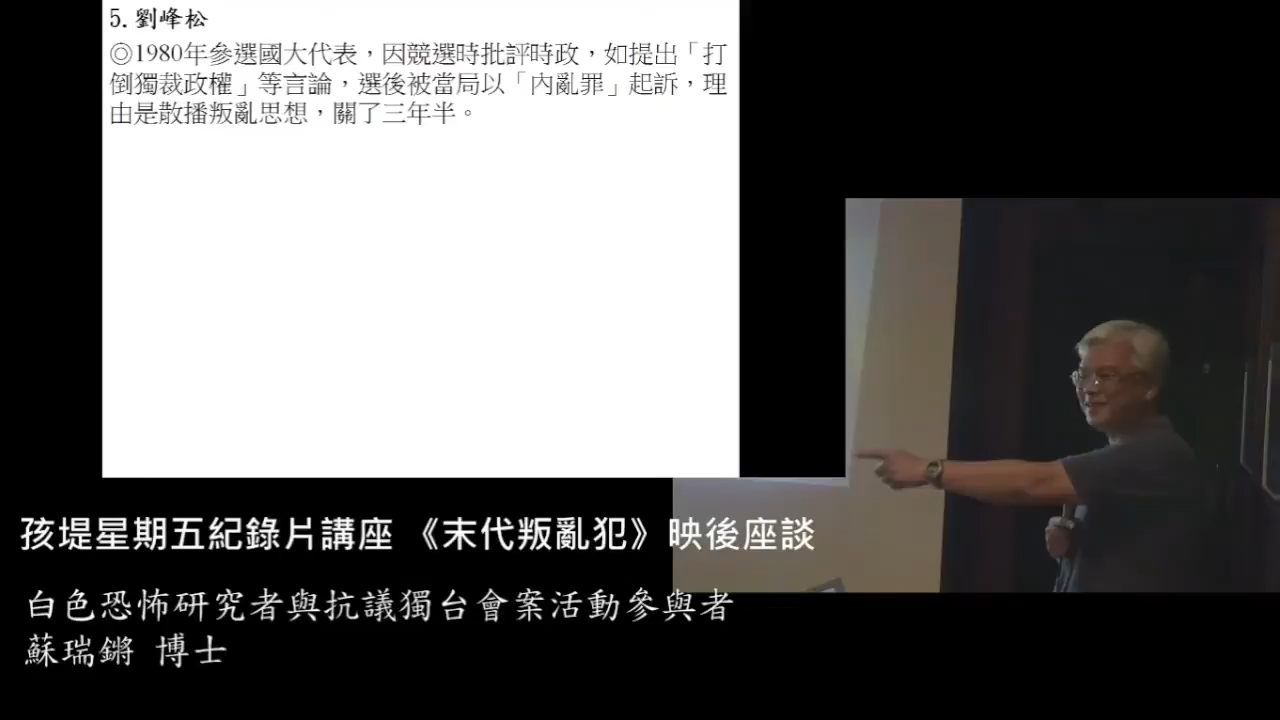 5. 劉峰松
◎1980年參選國大代表，因競選時批評時政，如提出「打
倒獨裁政權」等言論，選後被當局以「內亂罪」起訴，理
由是散播叛亂思想，關了三年半。
孩堤星期五紀錄片講座 《末代叛亂犯》映後座談
白色恐怖研究者與抗議獨台會案活動參與者
蘇瑞鏘 博士